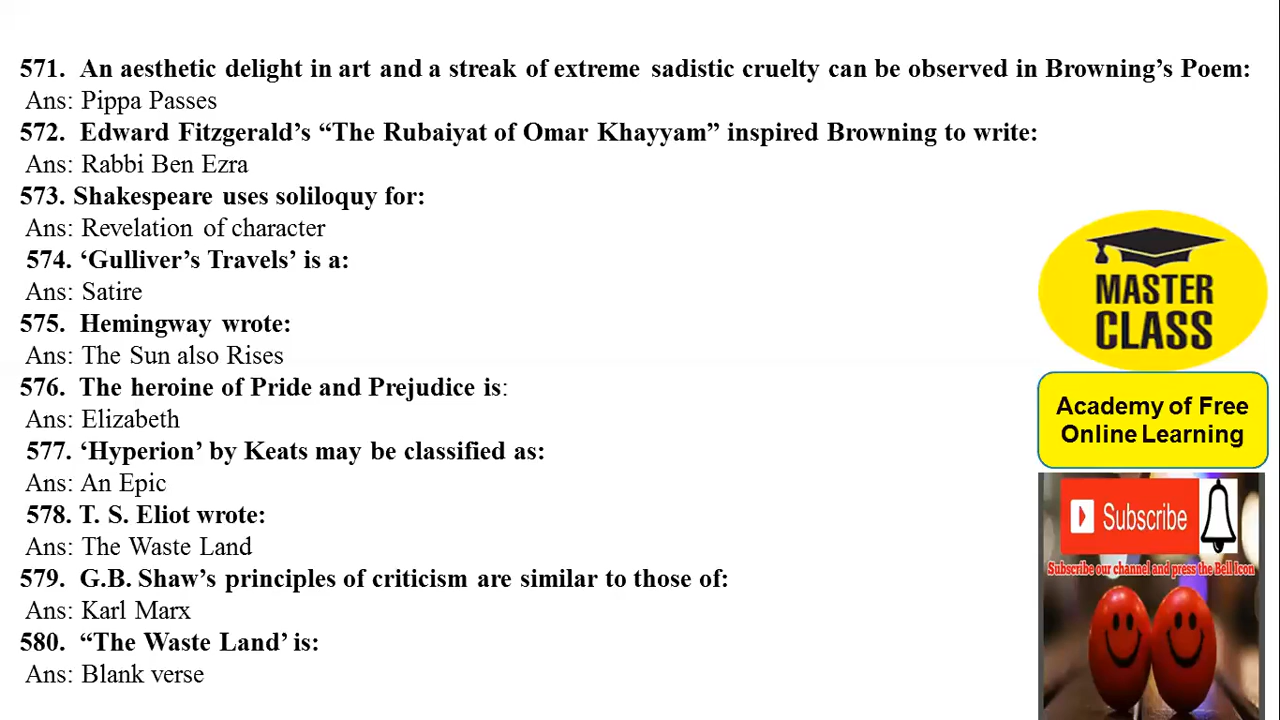 571. An aesthetic delight in art and a streak of extreme sadistic cruelty can be observed in Browning’s Poem:
Ans: Pippa Passes
572. Edward Fitzgerald’s “The Rubaiyat of Omar Khayyam” inspired Browning to write:
Ans: Rabbi Ben Ezra
573. Shakespeare uses soliloquy for:
Ans: Revelation of character
574. ‘Gulliver’s Travels’ is a:
Ans: Satire
575. Hemingway wrote:
Ans: The Sun also Rises
576. The heroine of Pride and Prejudice is:
Ans: Elizabeth
577. ‘Hyperion’ by Keats may be classified as:
Ans: An Epic
578. T. S. Eliot wrote:
Ans: The Waste Land
579. G.B. Shaw’s principles of criticism are similar to those of:
Ans: Karl Marx
580. “The Waste Land’ is:
Ans: Blank verse
MASTER
CLASS
Academy of Free
Online Learning
Subscribe
Subscribe our channel and press the Bell Icon